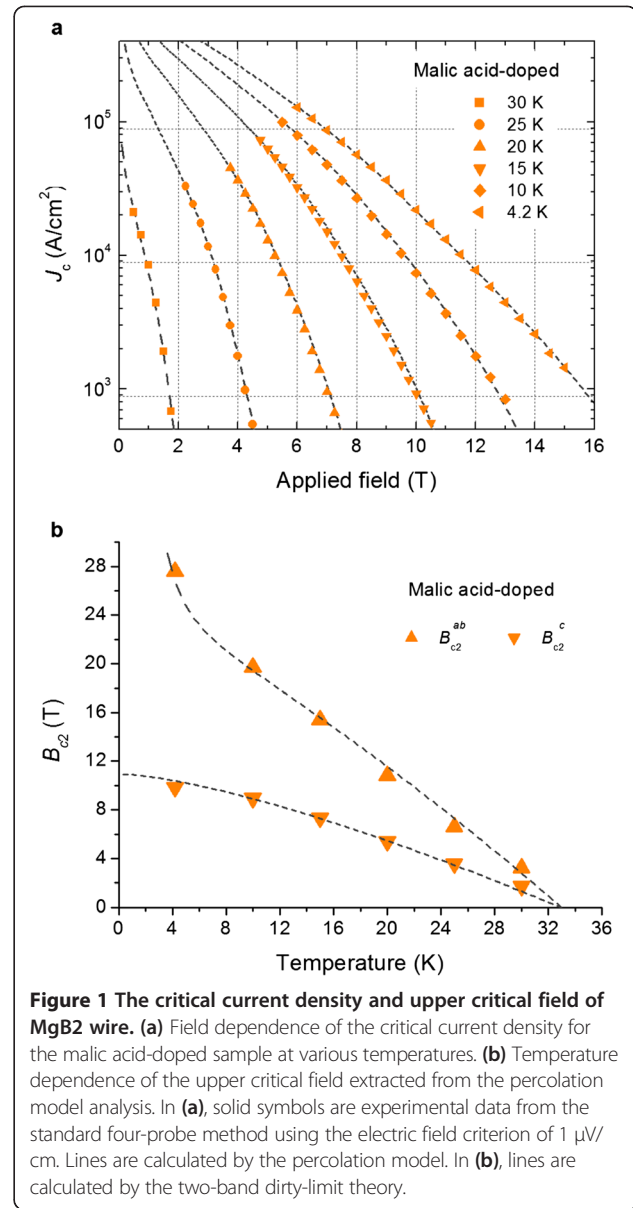 a
Malic acid-doped
30 K
25 K
20 K
15 K
10 K
4.2 K
10^5
10^4
10^3
J_c (A/cm^2)
0 2 4 6 8 10 12 14 16
Applied field (T)
b
Malic acid-doped
B_c2^ab B_c2^c
28
24
20
16
12
8
4
0
B_c2 (T)
0 4 8 12 16 20 24 28 32 36
Temperature (K)
Figure 1 The critical current density and upper critical field of
MgB2 wire. (a) Field dependence of the critical current density for
the malic acid-doped sample at various temperatures. (b) Temperature
dependence of the upper critical field extracted from the percolation
model analysis. In (a), solid symbols are experimental data from the
standard four-probe method using the electric field criterion of 1 μV/
cm. Lines are calculated by the percolation model. In (b), lines are
calculated by the two-band dirty-limit theory.